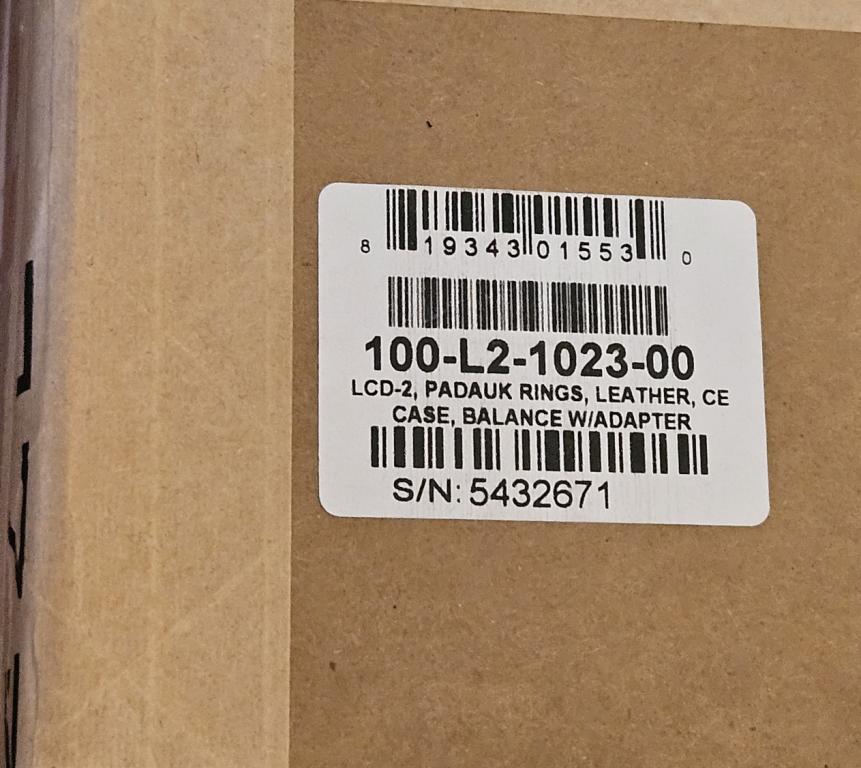 8 19343 01553 0
100-L2-1023-00
LCD-2, PADAUK RINGS, LEATHER, CE
CASE, BALANCE W/ADAPTER
S/N: 5432671